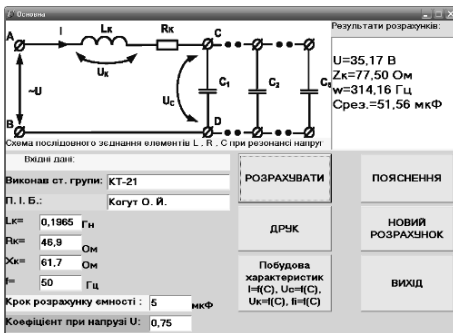 Основна
Результати розрахунків:
A
I
Lк
Rк
C
Uк
~U
Uс
C₁
C₂
B
D
U=35,17 В
Zк=77,50 Ом
w=314,16 Гц
Срез.=51,56 мкФ
Схема послідовного зєднання елементів L , R , C при резонансі напруг
Вхідні дані:
Виконав ст. групи: КТ-21
П. І. Б.: Когут О. Й.
Lк= 0,1965 Гн
Rк= 46,9 Ом
Xк= 61,7 Ом
f= 50 Гц
Крок розрахунку ємності : 5 мкФ
Коефіцієнт при напрузі U: 0,75
РОЗРАХУВАТИ
ПОЯСНЕННЯ
ДРУК
НОВИЙ
РОЗРАХУНОК
Побудова
характеристик
I=f(C), Uc=f(C),
Uк=f(C), fi=f(C)
ВИХІД